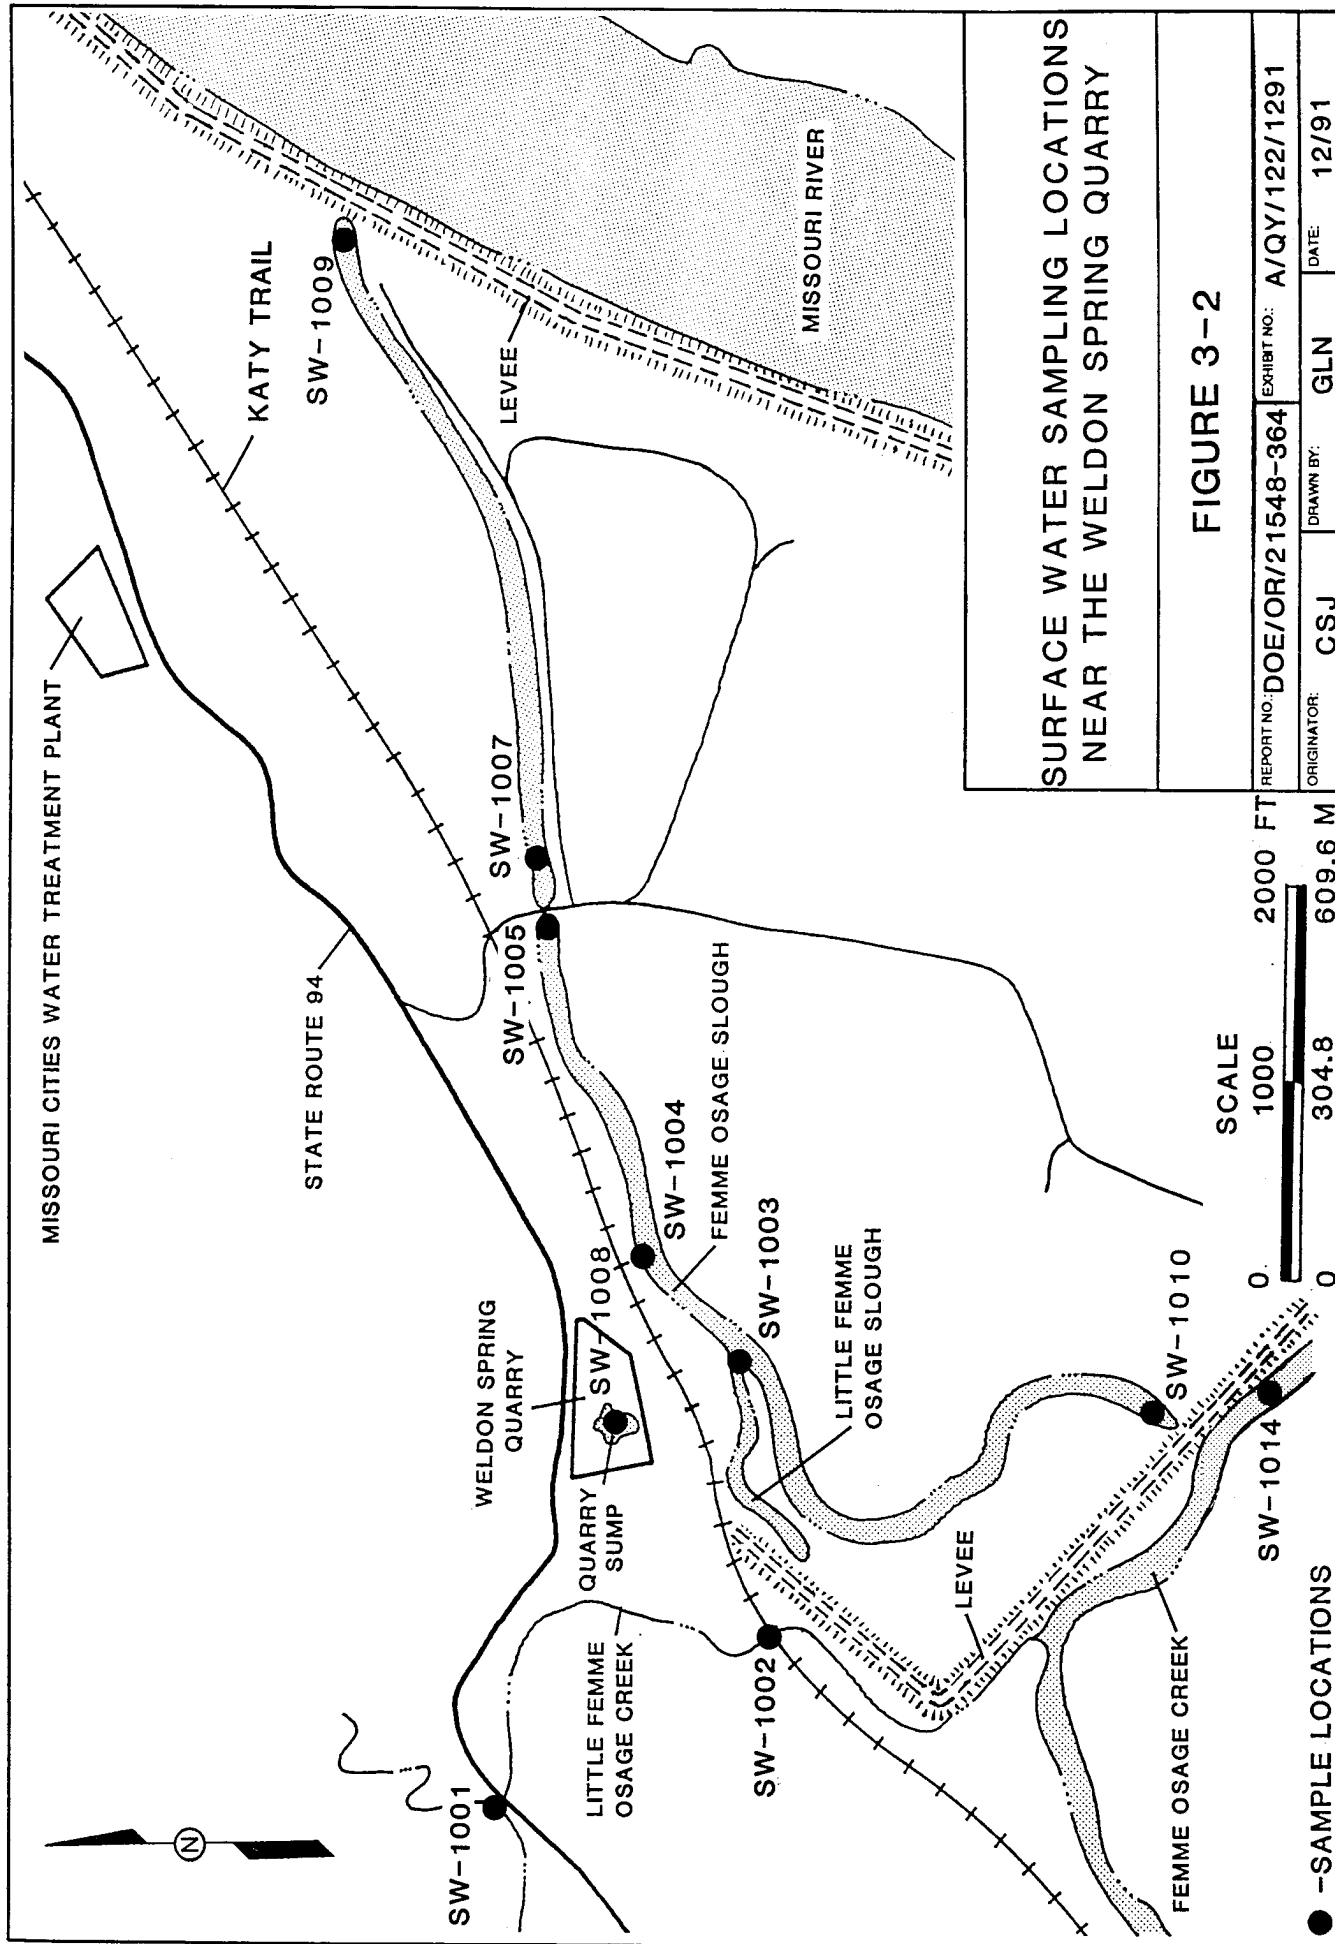 MISSOURI CITIES WATER TREATMENT PLANT
STATE ROUTE 94
KATY TRAIL
SW-1009
LEVEE
MISSOURI RIVER
SW-1007
SW-1005
SW-1004
FEMME OSAGE SLOUGH
SW-1003
LITTLE FEMME
OSAGE SLOUGH
WELDON SPRING
QUARRY
SW-1008
QUARRY
SUMP
N
SW-1001
LITTLE FEMME
OSAGE CREEK
SW-1002
LEVEE
FEMME OSAGE CREEK
SW-1010
SW-1014
SCALE
0 1000 2000 FT
0 304.8 609.6 M
-SAMPLE LOCATIONS
SURFACE WATER SAMPLING LOCATIONS
NEAR THE WELDON SPRING QUARRY
FIGURE 3-2
REPORT NO.: DOE/OR/21548-364 EXHIBIT NO.: A/QY/122/1291
ORIGINATOR: CSJ DRAWN BY: GLN DATE: 12/91